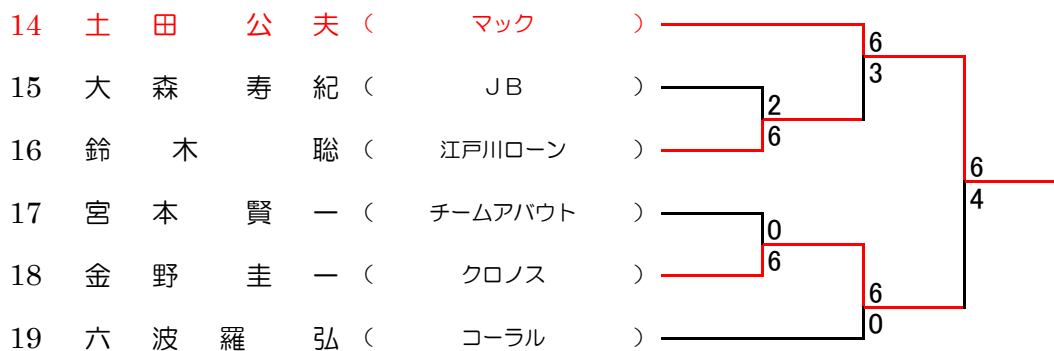 14 土田 公夫 ( マック )
6
3
15 大森 寿紀 ( JB )
2
6
16 鈴木 聡 ( 江戸川ローン )
6
4
17 宮本 賢一 ( チームアバウト )
0
6
18 金野 圭一 ( クロノス )
6
0
19 六波羅 弘 ( コーラル )